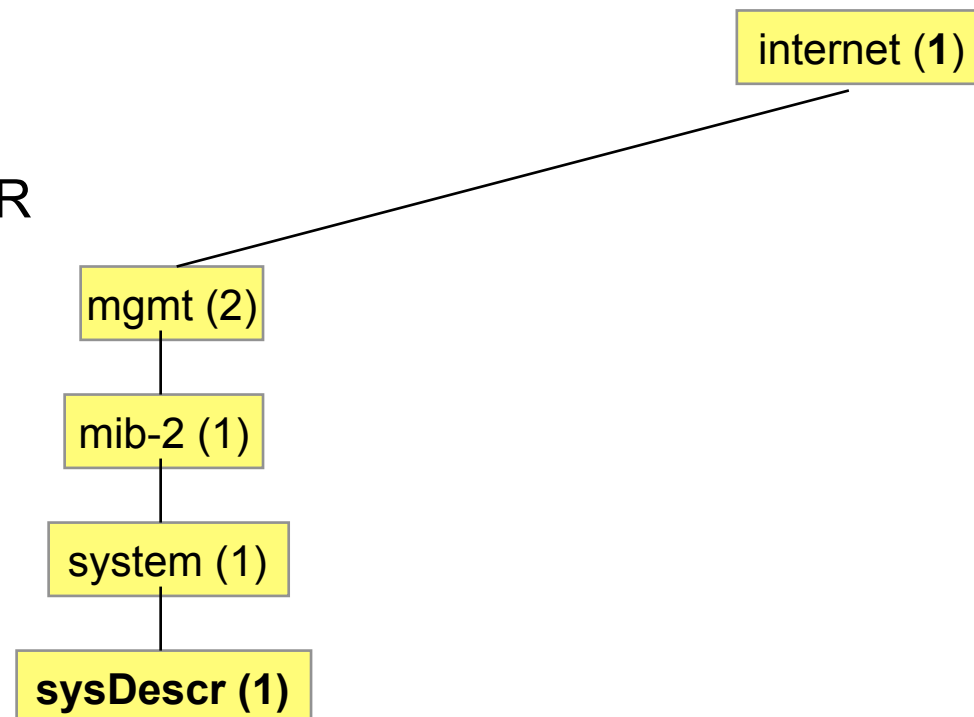 internet (1)
R
mgmt (2)
mib-2 (1)
system (1)
sysDescr (1)